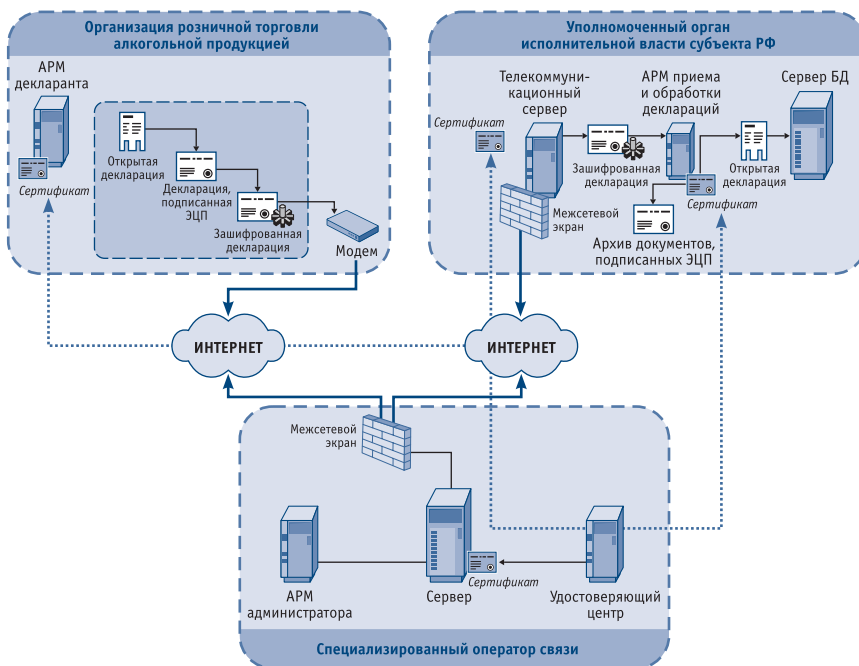 Организация розничной торговли
алкогольной продукцией
АРМ
декларанта
Сертификат
Открытая
декларация
Декларация,
подписанная
ЭЦП
Зашифрованная
декларация
Модем
Уполномоченный орган
исполнительной власти субъекта РФ
Телекоммуни-
кационный
сервер
АРМ приема
и обработки
деклараций
Сервер БД
Сертификат
Зашифрованная
декларация
Открытая
декларация
Сертификат
Межсетевой
экран
Архив документов,
подписанных ЭЦП
ИНТЕРНЕТ
ИНТЕРНЕТ
Межсетевой
экран
Сертификат
АРМ
администратора
Сервер
Удостоверяющий
центр
Специализированный оператор связи